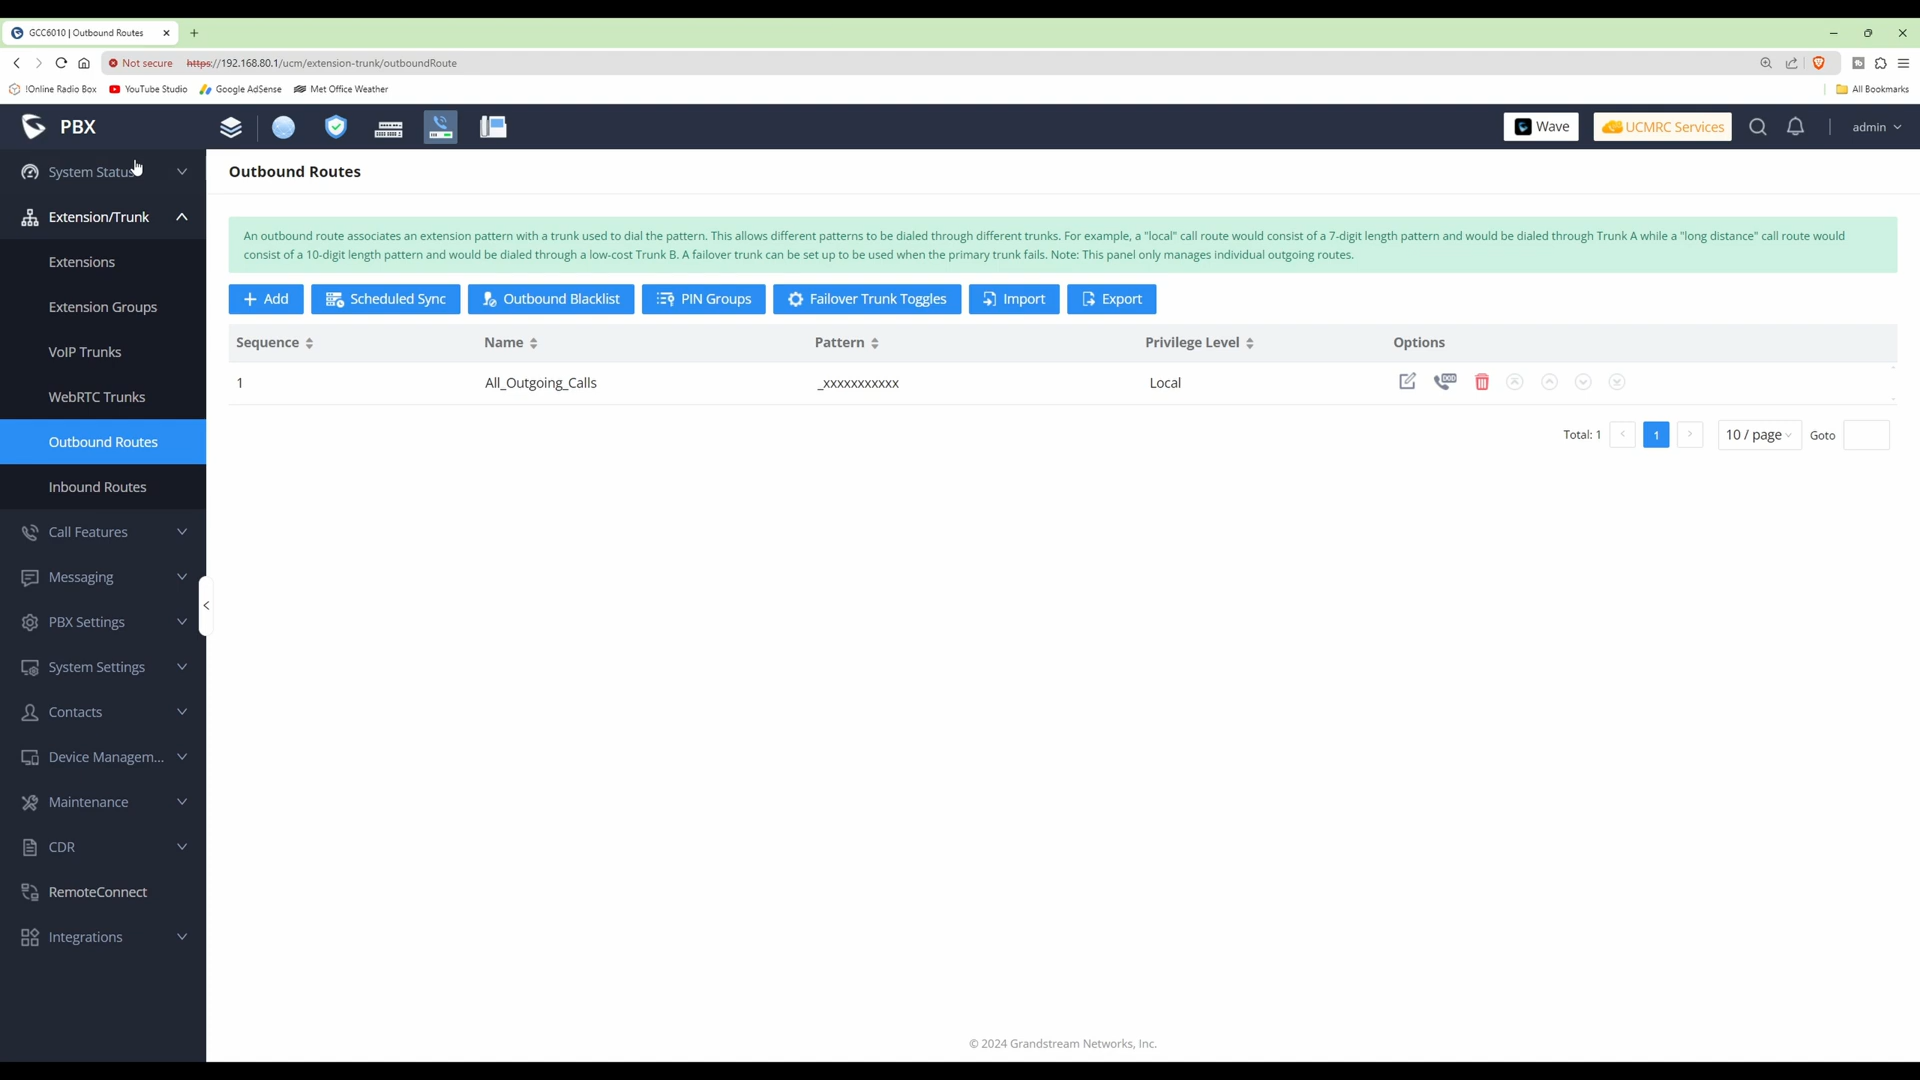 GCC6010 | Outbound Routes
Not secure https://192.168.80.1/ucm/extension-trunk/outboundRoute
!Online Radio Box YouTube Studio Google AdSense Met Office Weather All Bookmarks
PBX Wave UCMRC Services admin
System Status
Extension/Trunk
Extensions
Extension Groups
VoIP Trunks
WebRTC Trunks
Outbound Routes
Inbound Routes
Call Features
Messaging
PBX Settings
System Settings
Contacts
Device Managem...
Maintenance
CDR
RemoteConnect
Integrations
Outbound Routes
An outbound route associates an extension pattern with a trunk used to dial the pattern. This allows different patterns to be dialed through different trunks. For example, a "local" call route would consist of a 7-digit length pattern and would be dialed through Trunk A while a "long distance" call route would
consist of a 10-digit length pattern and would be dialed through a low-cost Trunk B. A failover trunk can be set up to be used when the primary trunk fails. Note: This panel only manages individual outgoing routes.
+ Add Scheduled Sync Outbound Blacklist PIN Groups Failover Trunk Toggles Import Export
Sequence Name Pattern Privilege Level Options
1 All_Outgoing_Calls _xxxxxxxxxxx Local DOD
Total: 1 < 1 > 10 / page Goto
© 2024 Grandstream Networks, Inc.